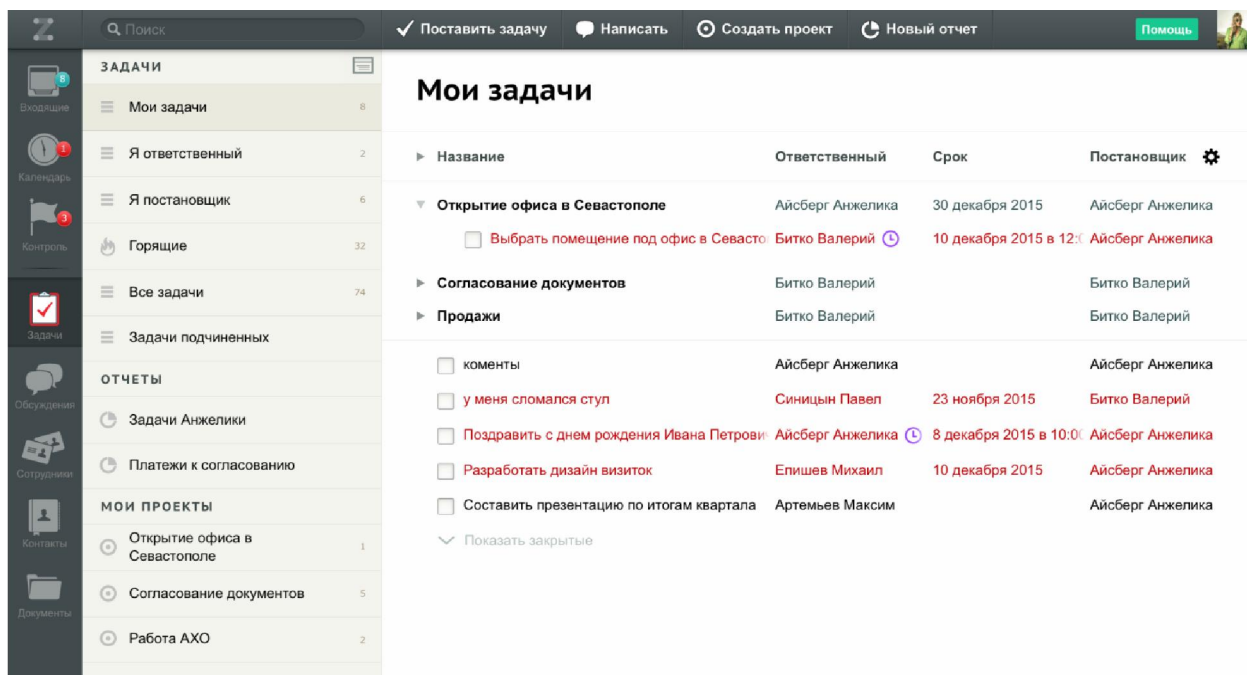 Z
Поиск
Поставить задачу Написать Создать проект Новый отчет Помощь
8
Входящие
1
Календарь
3
Контроль
Задачи
Обсуждения
Сотрудники
Контакты
Документы
ЗАДАЧИ
Мои задачи 8
Я ответственный 2
Я постановщик 6
Горящие 32
Все задачи 74
Задачи подчиненных
ОТЧЕТЫ
Задачи Анжелики
Платежи к согласованию
МОИ ПРОЕКТЫ
Открытие офиса в
Севастополе 1
Согласование документов 5
Работа АХО 2
Мои задачи
Название Ответственный Срок Постановщик
Открытие офиса в Севастополе Айсберг Анжелика 30 декабря 2015 Айсберг Анжелика
Выбрать помещение под офис в Севасто Битко Валерий 10 декабря 2015 в 12:0 Айсберг Анжелика
Согласование документов Битко Валерий Битко Валерий
Продажи Битко Валерий Битко Валерий
коменты Айсберг Анжелика Айсберг Анжелика
у меня сломался стул Синицын Павел 23 ноября 2015 Битко Валерий
Поздравить с днем рождения Ивана Петрови Айсберг Анжелика 8 декабря 2015 в 10:00 Айсберг Анжелика
Разработать дизайн визиток Епишев Михаил 10 декабря 2015 Айсберг Анжелика
Составить презентацию по итогам квартала Артемьев Максим Айсберг Анжелика
Показать закрытые